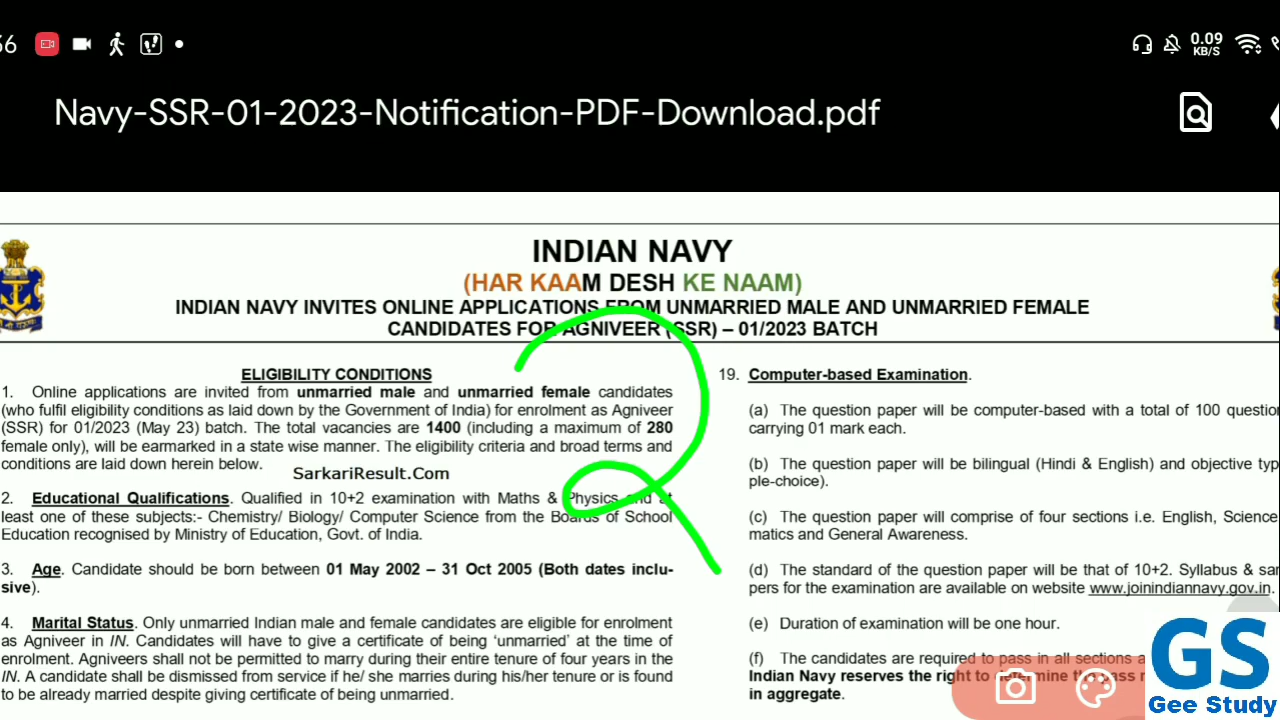 56
0.09
KB/S
Navy-SSR-01-2023-Notification-PDF-Download.pdf
INDIAN NAVY
(HAR KAAM DESH KE NAAM)
INDIAN NAVY INVITES ONLINE APPLICATIONS FROM UNMARRIED MALE AND UNMARRIED FEMALE
CANDIDATES FOR AGNIVEER (SSR) – 01/2023 BATCH
ELIGIBILITY CONDITIONS
1. Online applications are invited from unmarried male and unmarried female candidates
(who fulfil eligibility conditions as laid down by the Government of India) for enrolment as Agniveer
(SSR) for 01/2023 (May 23) batch. The total vacancies are 1400 (including a maximum of 280
female only), will be earmarked in a state wise manner. The eligibility criteria and broad terms and
conditions are laid down herein below.
SarkariResult.Com
2. Educational Qualifications. Qualified in 10+2 examination with Maths & Physics and at
least one of these subjects:- Chemistry/ Biology/ Computer Science from the Boards of School
Education recognised by Ministry of Education, Govt. of India.
3. Age. Candidate should be born between 01 May 2002 – 31 Oct 2005 (Both dates inclu-
sive).
4. Marital Status. Only unmarried Indian male and female candidates are eligible for enrolment
as Agniveer in IN. Candidates will have to give a certificate of being ‘unmarried’ at the time of
enrolment. Agniveers shall not be permitted to marry during their entire tenure of four years in the
IN. A candidate shall be dismissed from service if he/ she marries during his/her tenure or is found
to be already married despite giving certificate of being unmarried.
2
19. Computer-based Examination.
(a) The question paper will be computer-based with a total of 100 questio
carrying 01 mark each.
(b) The question paper will be bilingual (Hindi & English) and objective typ
ple-choice).
(c) The question paper will comprise of four sections i.e. English, Science
matics and General Awareness.
(d) The standard of the question paper will be that of 10+2. Syllabus & sa
pers for the examination are available on website www.joinindiannavy.gov.in.
(e) Duration of examination will be one hour.
(f) The candidates are required to pass in all sections a
Indian Navy reserves the right to determine the pass
in aggregate.
GS
Gee Study